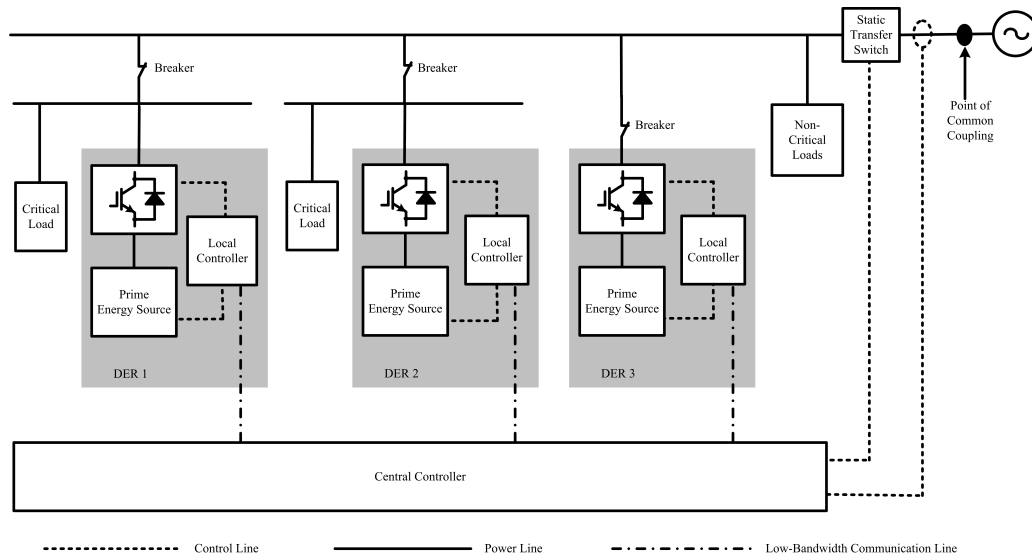 Static
Transfer
Switch
Breaker
Breaker
Breaker
Point of
Common
Coupling
Non-
Critical
Loads
Critical
Load
Local
Controller
Prime
Energy Source
DER 1
Critical
Load
Local
Controller
Prime
Energy Source
DER 2
Local
Controller
Prime
Energy Source
DER 3
Central Controller
Control Line
Power Line
Low-Bandwidth Communication Line